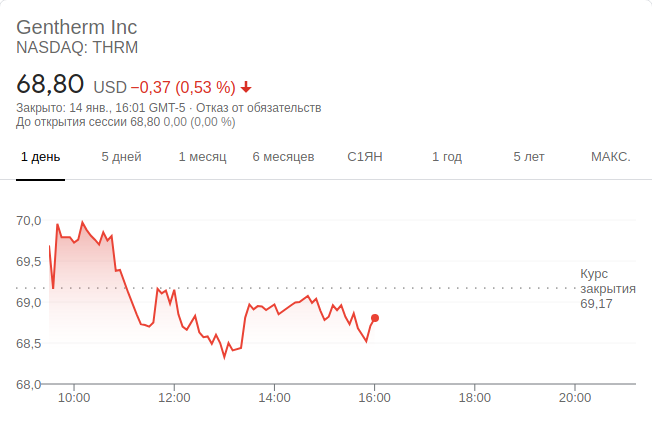 Gentherm Inc
NASDAQ: THRM
68,80 USD −0,37 (0,53 %)
Закрыто: 14 янв., 16:01 GMT-5 · Отказ от обязательств
До открытия сессии 68,80 0,00 (0,00 %)
1 день 5 дней 1 месяц 6 месяцев С1ЯН 1 год 5 лет МАКС.
70,0
69,5
69,0
68,5
68,0
Курс
закрытия
69,17
10:00 12:00 14:00 16:00 18:00 20:00